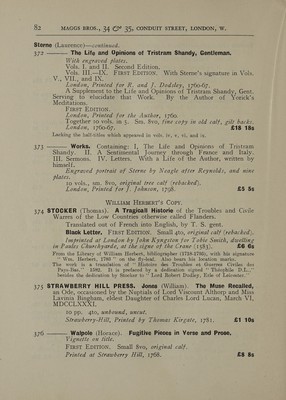 82 MAGGS BROS., 34 & 35, CONDUIT STREET, LONDON, W.
Sterne (Laurence)—continued.
372 ——— The Life and Opinions of Tristram Shandy, Gentleman.
With engraved plates.
Vols. I. and II. Second Edition.
Vols. III.—IX. FIRST EDITION. With Sterne's signature in Vols.
V., VII., and IX.
London, Printed for R. and J. Dodsley, 1760-67.
A Supplement to the Life and Opinions of Tristram Shandy, Gent.
Serving to elucidate that Work. By the Author of Yorick's
Meditations.
FIRST EDITION.
London, Printed for the Author, 1760.
Together 10 vols. in 5. Sm. 8vo, fine copy in old calf, gilt backs.
London, 1760-67. £18 18s
Lacking the half-titles which appeared in vols. iv, v, vi, and ix.
373 ——— Works. Containing: I. The Life and Opinions of Tristram
Shandy. II. A Sentimental Journey through France and Italy.
III. Sermons. IV. Letters. With a Life of the Author, written by
himself.
Engraved portrait of Sterne by Neagle after Reynolds, and nine
plates.
10 vols., sm. 8vo, original tree calf (rebacked).
London, Printed for J. Johnson, 1798. £5 5s
WILLIAM HERBERT'S COPY.
374 STOCKER (Thomas). A Tragicall Historie of the Troubles and Civile
Warres of the Low Countries otherwise called Flanders.
Translated out of French into English, by T. S. gent.
Black Letter. FIRST EDITION. Small 4to, original calf (rebacked).
Imprinted at London by John Kyngston for Tobie Smith, dwelling
in Paules Churchyarde, at the signe of the Crane (1583). £6 6s
From the Library of William Herbert, bibliographer (1718-1795), with his signature
"Wm. Herbert, 1780" on the fly-leaf. Also bears his location marks.
The work is a translation of "Histoire des Troubles et Guerres Civiles du
Pays-Bas," 1582. It is prefaced by a dedication signed "Théophile D.L.,"
besides the dedication by Stocker to "Lord Robert Dudley, Erle of Leicester."
375 STRAWBERRY HILL PRESS. Jones (William). The Muse Recalled,
an Ode, occasioned by the Nuptials of Lord Viscount Althorp and Miss
Lavinia Bingham, eldest Daughter of Charles Lord Lucan, March VI,
MDCCLXXXI.
10 pp. 4to, unbound, uncut.
Strawberry-Hill, Printed by Thomas Kirgate, 1781. £1 10s
376 ——— Walpole (Horace). Fugitive Pieces in Verse and Prose.
Vignette on title.
FIRST EDITION. Small 8vo, original calf.
Printed at Strawberry Hill, 1768. £8 8s